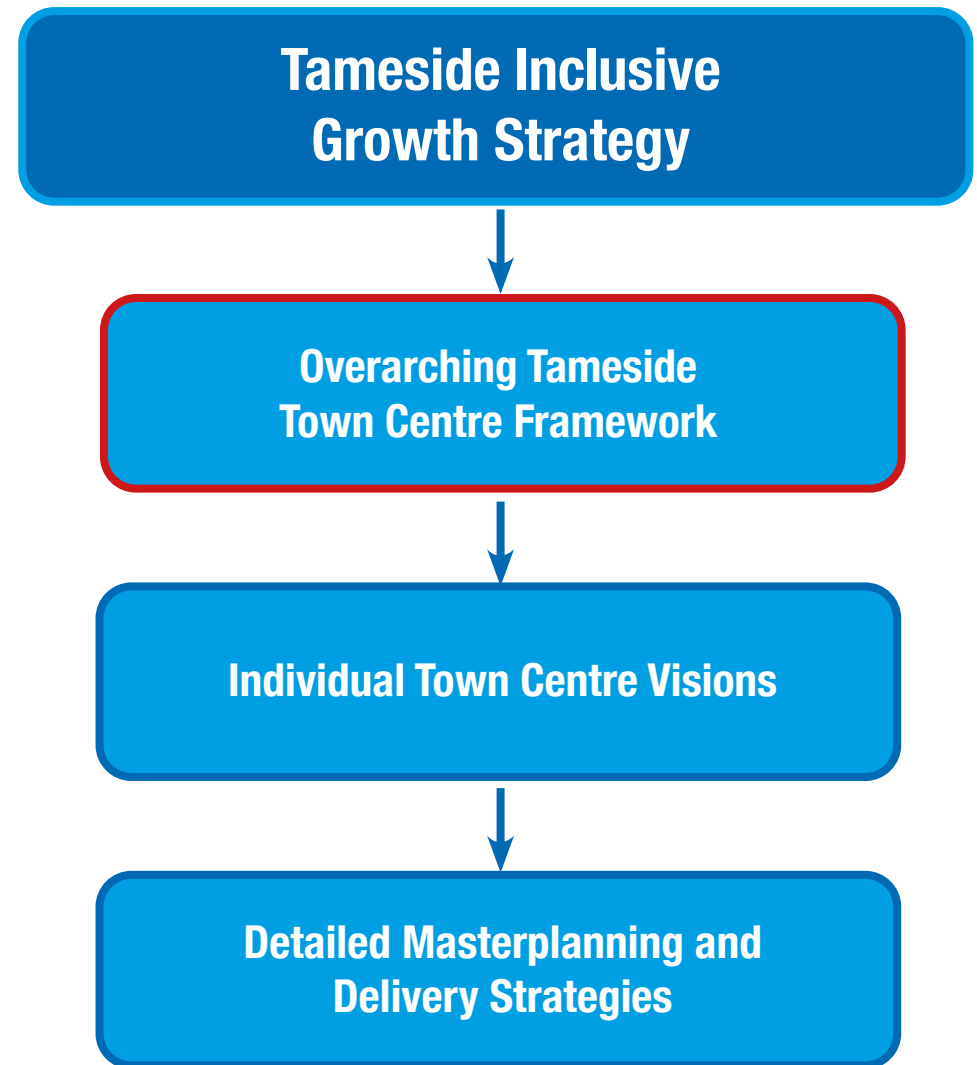 Tameside Inclusive
Growth Strategy
Overarching Tameside
Town Centre Framework
Individual Town Centre Visions
Detailed Masterplanning and
Delivery Strategies